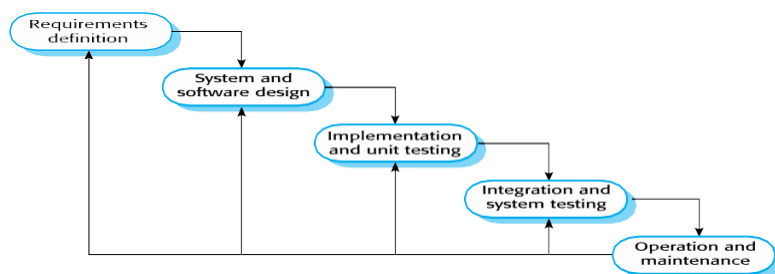 Requirements
definition
System and
software design
Implementation
and unit testing
Integration and
system testing
Operation and
maintenance